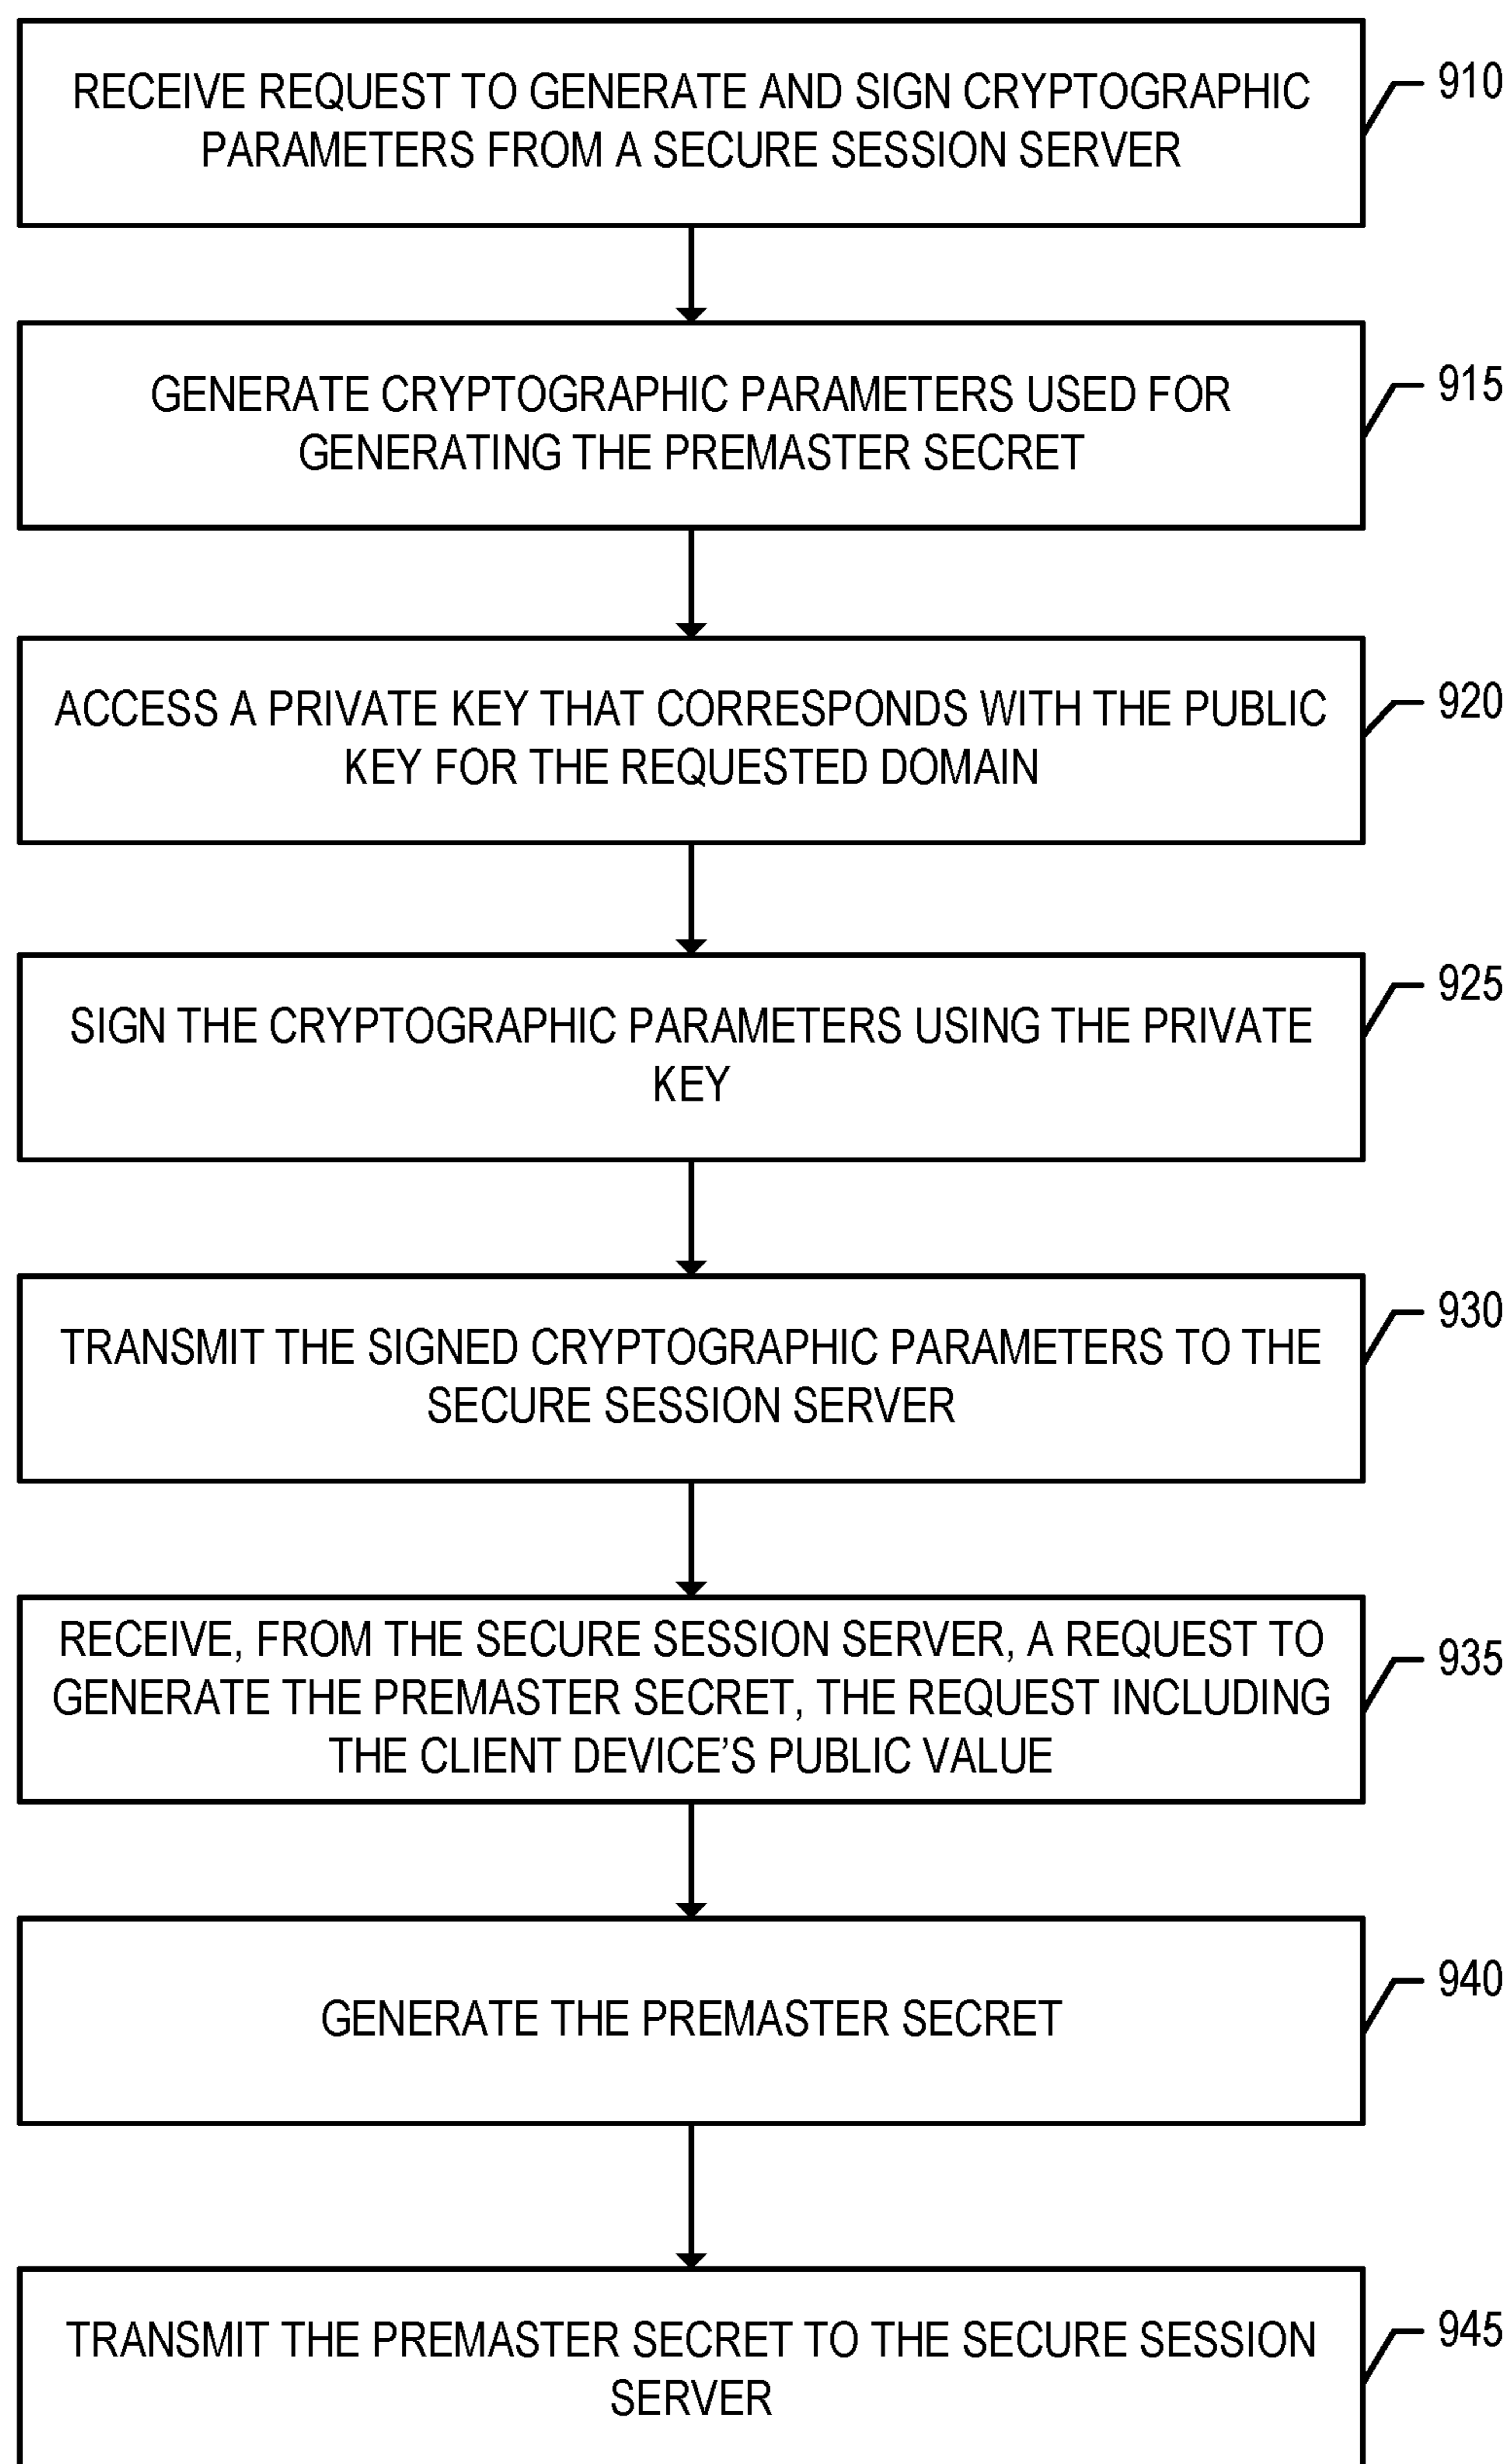 RECEIVE REQUEST TO GENERATE AND SIGN CRYPTOGRAPHIC
PARAMETERS FROM A SECURE SESSION SERVER
910
GENERATE CRYPTOGRAPHIC PARAMETERS USED FOR
GENERATING THE PREMASTER SECRET
915
ACCESS A PRIVATE KEY THAT CORRESPONDS WITH THE PUBLIC
KEY FOR THE REQUESTED DOMAIN
920
SIGN THE CRYPTOGRAPHIC PARAMETERS USING THE PRIVATE
KEY
925
TRANSMIT THE SIGNED CRYPTOGRAPHIC PARAMETERS TO THE
SECURE SESSION SERVER
930
RECEIVE, FROM THE SECURE SESSION SERVER, A REQUEST TO
GENERATE THE PREMASTER SECRET, THE REQUEST INCLUDING
THE CLIENT DEVICE’S PUBLIC VALUE
935
GENERATE THE PREMASTER SECRET
940
TRANSMIT THE PREMASTER SECRET TO THE SECURE SESSION
SERVER
945